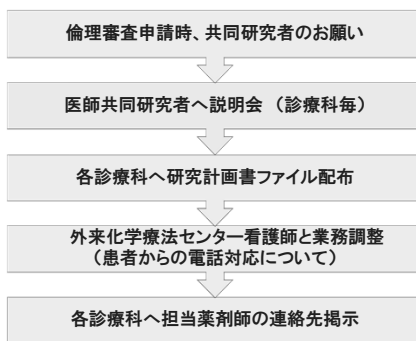 倫理審査申請時、共同研究者のお願い
医師共同研究者へ説明会 （診療科毎）
各診療科へ研究計画書ファイル配布
外来化学療法センター看護師と業務調整
（患者からの電話対応について）
各診療科へ担当薬剤師の連絡先掲示